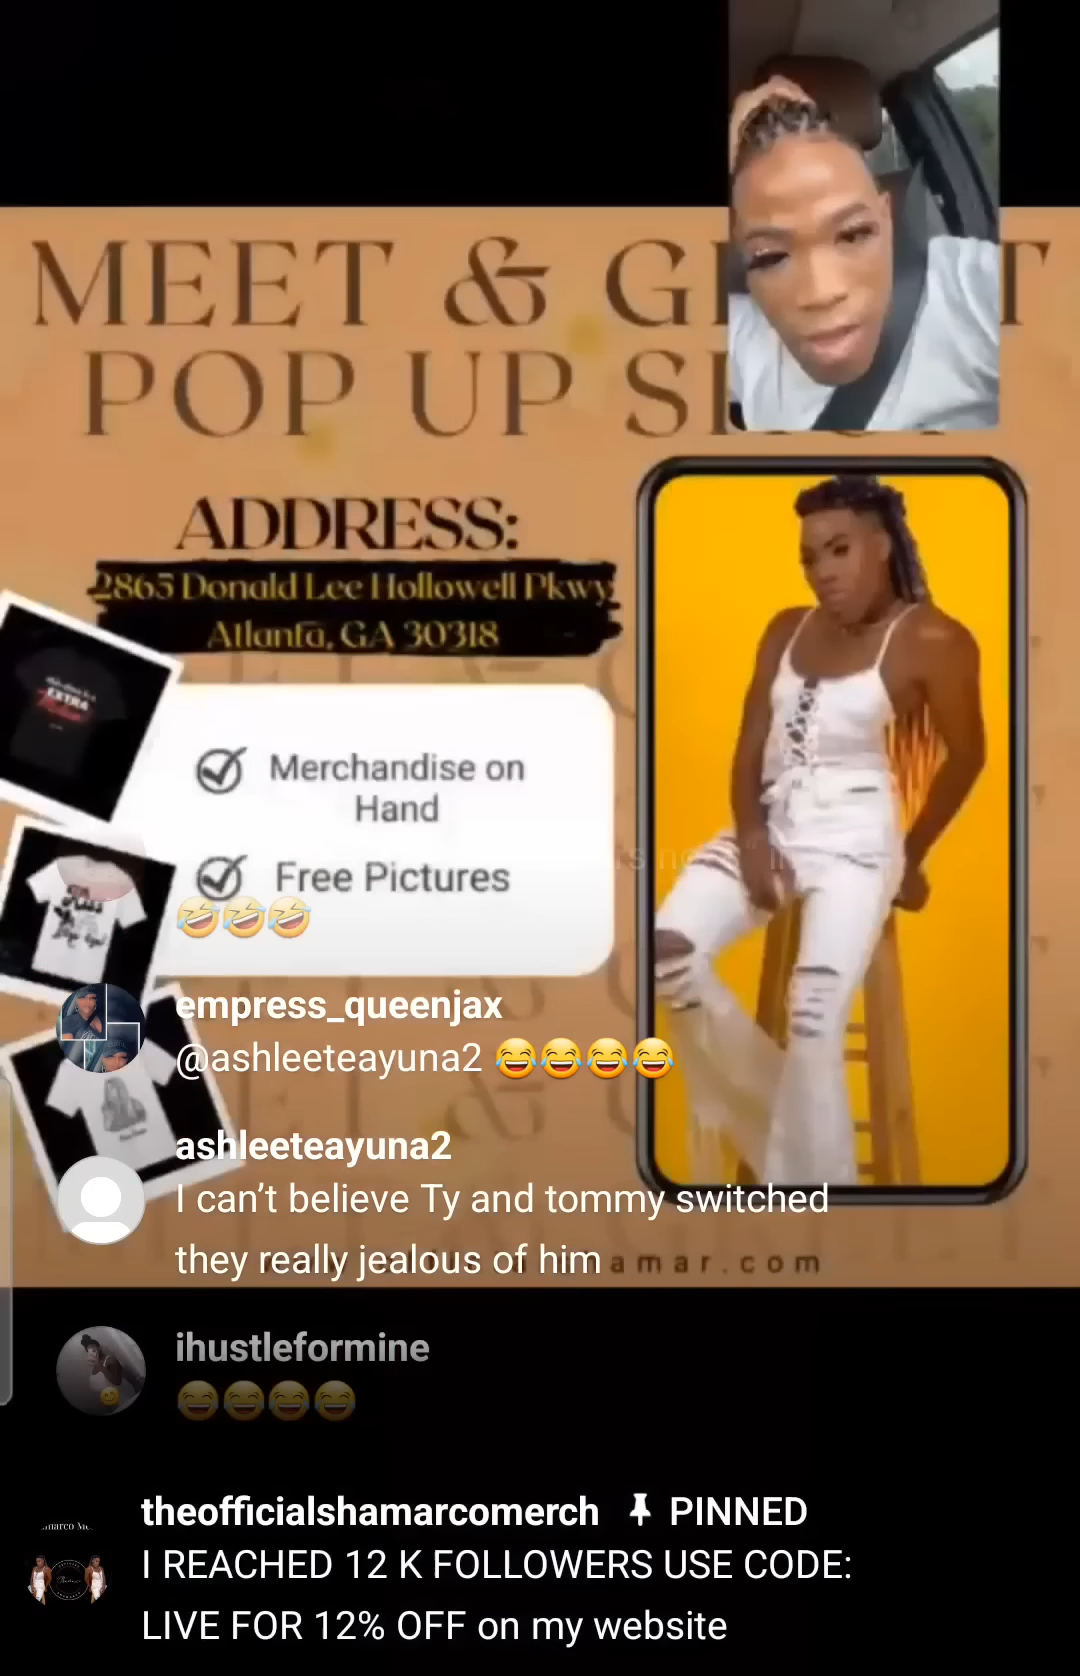 MEET & G T
POP UP S
ADDRESS:
2865 Donald Lee Hollowell Pkwy
Atlanta, GA 30318
EXTRA
Merchandise on
Hand
Free Pictures
🤣🤣🤣
empress_queenjax
@ashleeteayuna2 😂😂😂😂
ashleeteayuna2
I can’t believe Ty and tommy switched
they really jealous of him
amar.com
ihustleformine
😂😂😂😂
theofficialshamarcomerch 📌 PINNED
I REACHED 12 K FOLLOWERS USE CODE:
LIVE FOR 12% OFF on my website